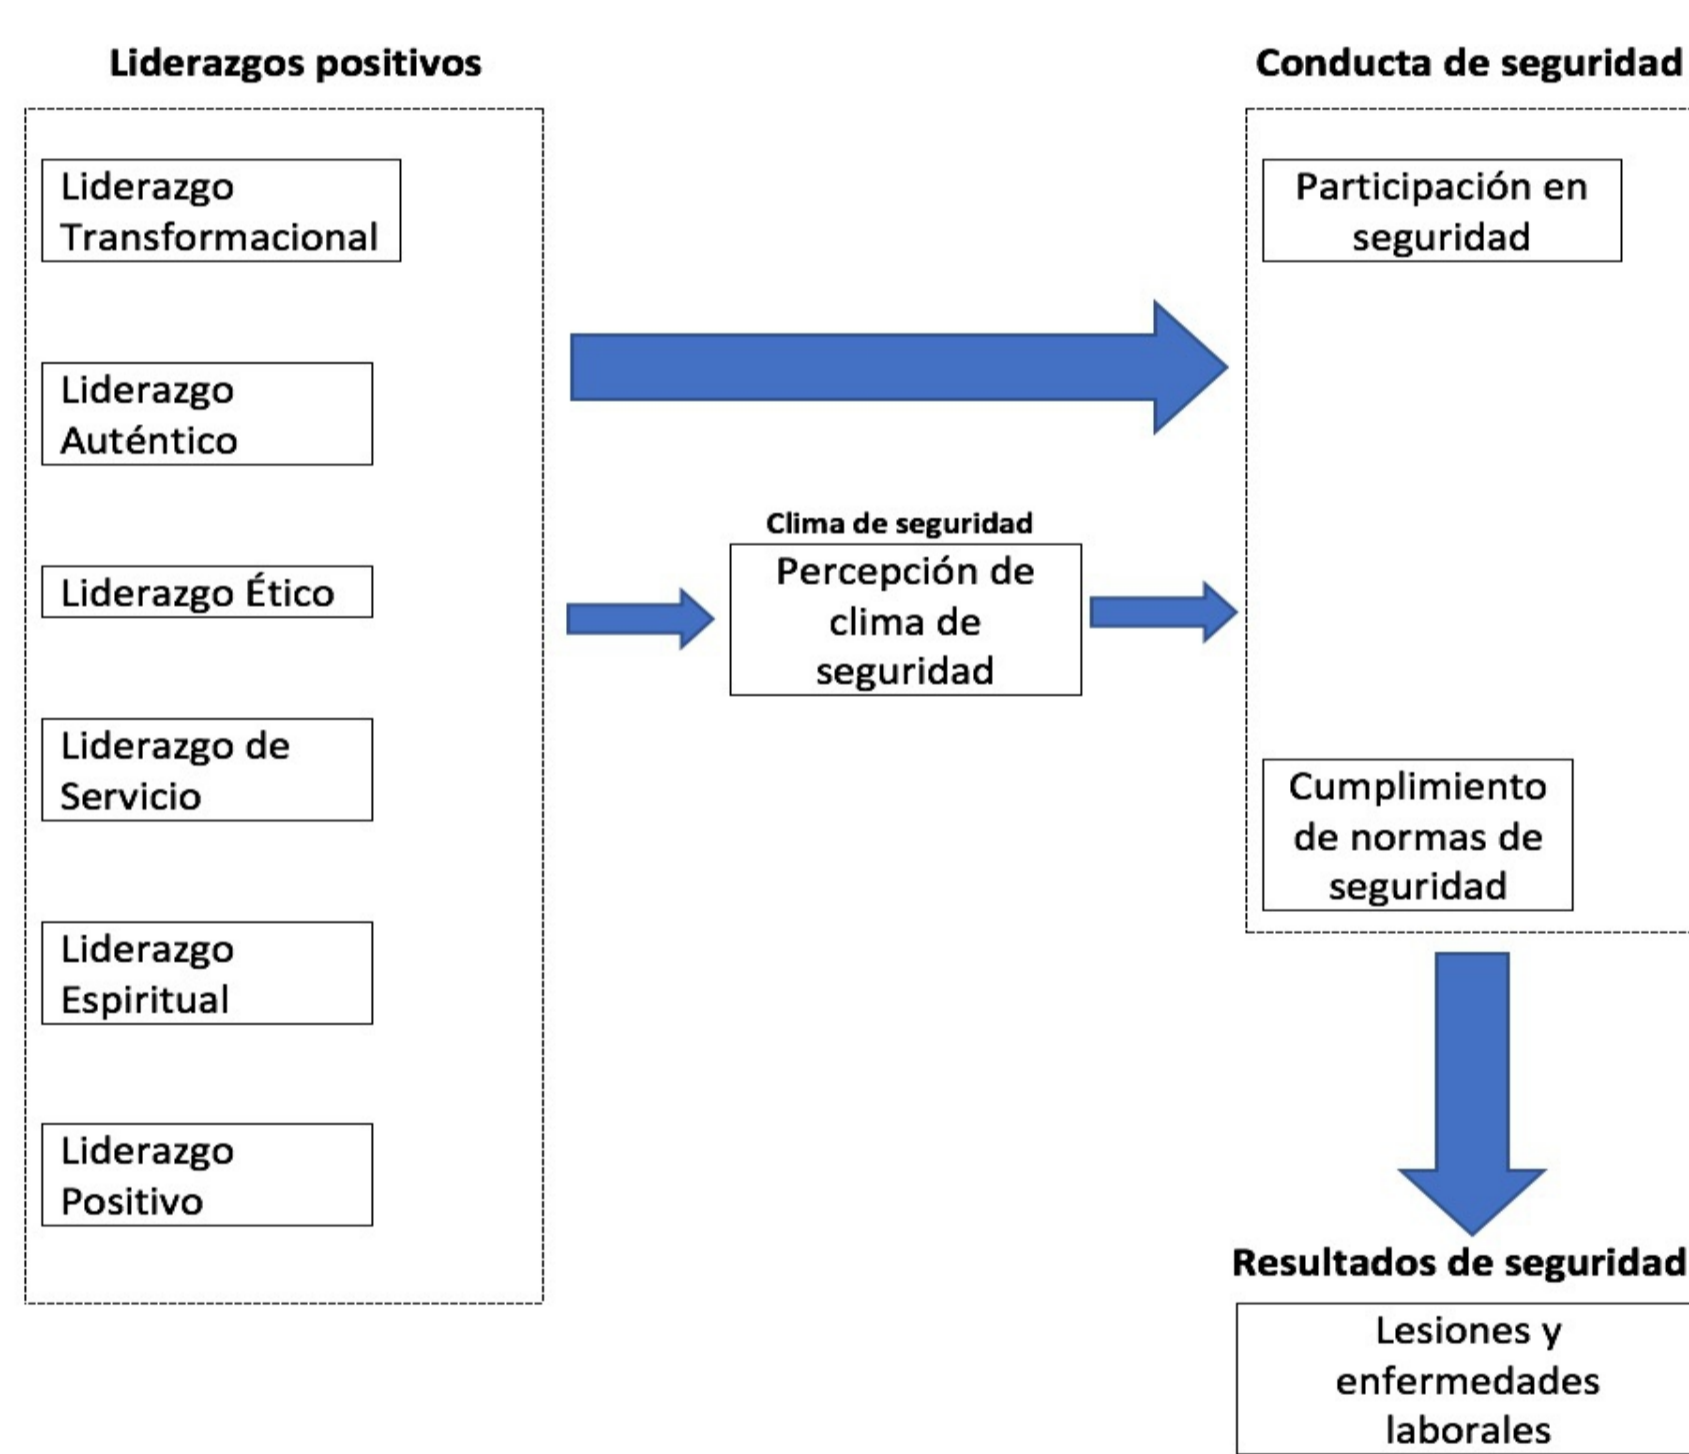 Liderazgos positivos
Liderazgo
Transformacional
Liderazgo
Auténtico
Liderazgo Ético
Liderazgo de
Servicio
Liderazgo
Espiritual
Liderazgo
Positivo
Clima de seguridad
Percepción de
clima de
seguridad
Conducta de seguridad
Participación en
seguridad
Cumplimiento
de normas de
seguridad
Resultados de seguridad
Lesiones y
enfermedades
laborales